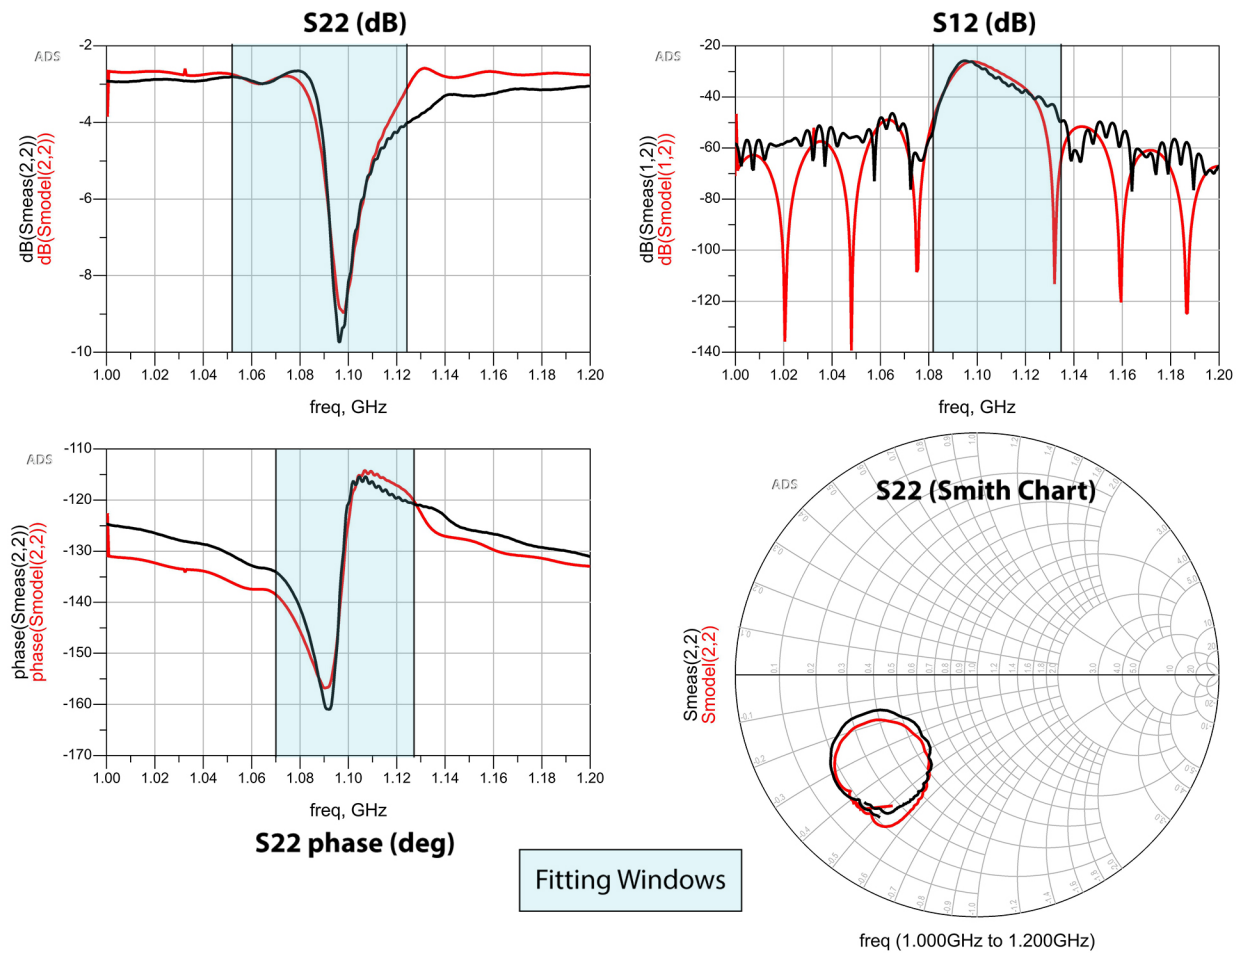 S22 (dB)
ADS
-2
-4
-6
-8
-10
1.00 1.02 1.04 1.06 1.08 1.10 1.12 1.14 1.16 1.18 1.20
freq, GHz
dB(Smeas(2,2))
dB(Smodel(2,2))
S12 (dB)
ADS
-20
-40
-60
-80
-100
-120
-140
1.00 1.02 1.04 1.06 1.08 1.10 1.12 1.14 1.16 1.18 1.20
freq, GHz
dB(Smeas(1,2))
dB(Smodel(1,2))
ADS
-110
-120
-130
-140
-150
-160
-170
1.00 1.02 1.04 1.06 1.08 1.10 1.12 1.14 1.16 1.18 1.20
freq, GHz
phase(Smeas(2,2))
phase(Smodel(2,2))
S22 phase (deg)
ADS
S22 (Smith Chart)
Smeas(2,2)
Smodel(2,2)
freq (1.000GHz to 1.200GHz)
Fitting Windows